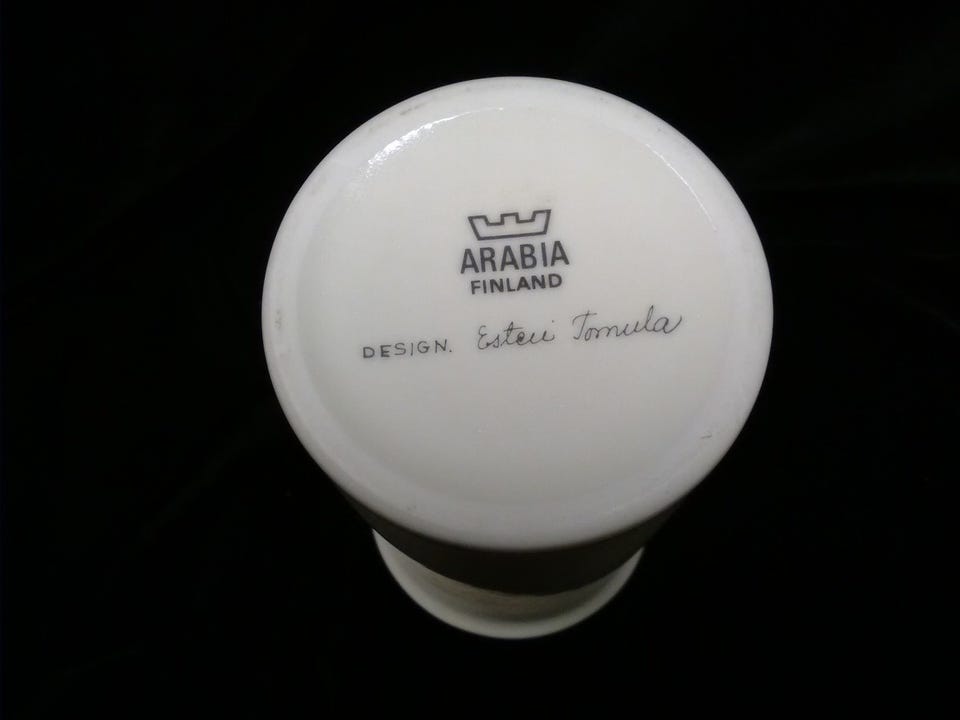 ARABIA
FINLAND
DESIGN. Esteri Tomula